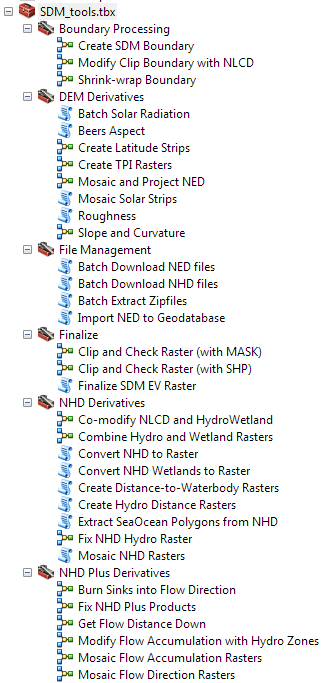 SDM_tools.tbx
Boundary Processing
Create SDM Boundary
Modify Clip Boundary with NLCD
Shrink-wrap Boundary
DEM Derivatives
Batch Solar Radiation
Beers Aspect
Create Latitude Strips
Create TPI Rasters
Mosaic and Project NED
Mosaic Solar Strips
Roughness
Slope and Curvature
File Management
Batch Download NED files
Batch Download NHD files
Batch Extract Zipfiles
Import NED to Geodatabase
Finalize
Clip and Check Raster (with MASK)
Clip and Check Raster (with SHP)
Finalize SDM EV Raster
NHD Derivatives
Co-modify NLCD and HydroWetland
Combine Hydro and Wetland Rasters
Convert NHD to Raster
Convert NHD Wetlands to Raster
Create Distance-to-Waterbody Rasters
Create Hydro Distance Rasters
Extract SeaOcean Polygons from NHD
Fix NHD Hydro Raster
Mosaic NHD Rasters
NHD Plus Derivatives
Burn Sinks into Flow Direction
Fix NHD Plus Products
Get Flow Distance Down
Modify Flow Accumulation with Hydro Zones
Mosaic Flow Accumulation Rasters
Mosaic Flow Direction Rasters